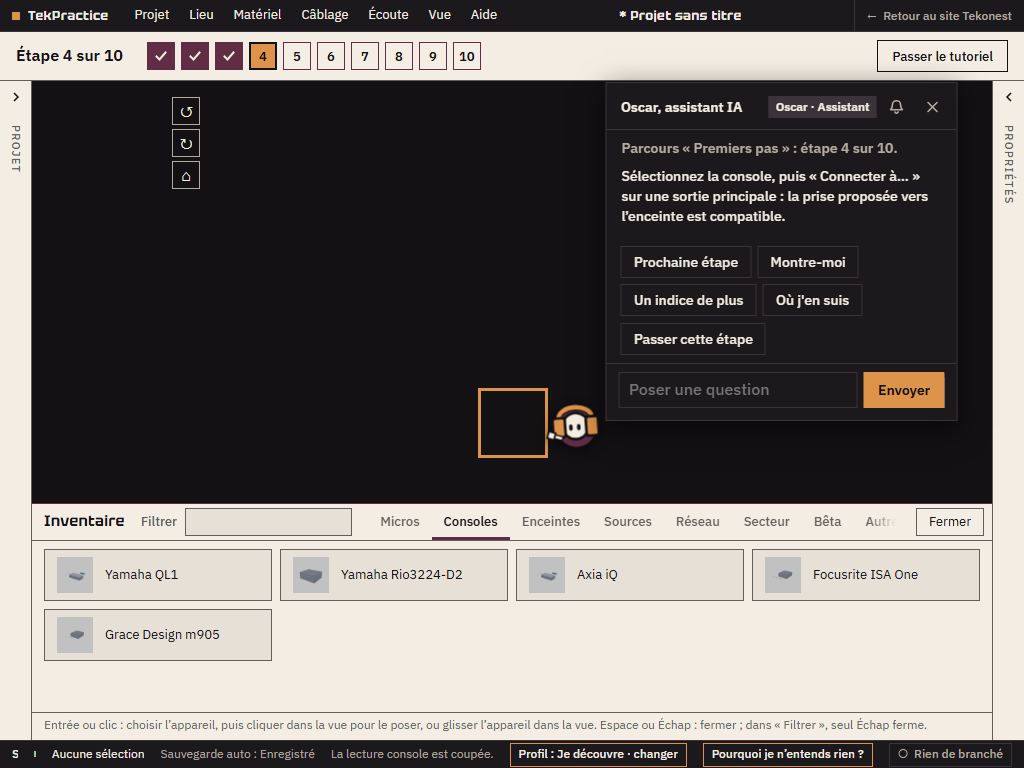 TekPractice
Projet
Lieu
Matériel
Câblage
Écoute
Vue
Aide
* Projet sans titre
← Retour au site Tekonest
Étape 4 sur 10
4
5
6
7
8
9
10
Passer le tutoriel
PROJET
PROPRIÉTÉS
Oscar, assistant IA
Oscar · Assistant
Parcours « Premiers pas » : étape 4 sur 10.
Sélectionnez la console, puis « Connecter à… »
sur une sortie principale : la prise proposée vers
l’enceinte est compatible.
Prochaine étape
Montre-moi
Un indice de plus
Où j'en suis
Passer cette étape
Poser une question
Envoyer
Inventaire
Filtrer
Micros
Consoles
Enceintes
Sources
Réseau
Secteur
Bêta
Autre
Fermer
Yamaha QL1
Yamaha Rio3224-D2
Axia iQ
Focusrite ISA One
Grace Design m905
Entrée ou clic : choisir l’appareil, puis cliquer dans la vue pour le poser, ou glisser l’appareil dans la vue. Espace ou Échap : fermer ; dans « Filtrer », seul Échap ferme.
S
Aucune sélection
Sauvegarde auto : Enregistré
La lecture console est coupée.
Profil : Je découvre · changer
Pourquoi je n’entends rien ?
Rien de branché